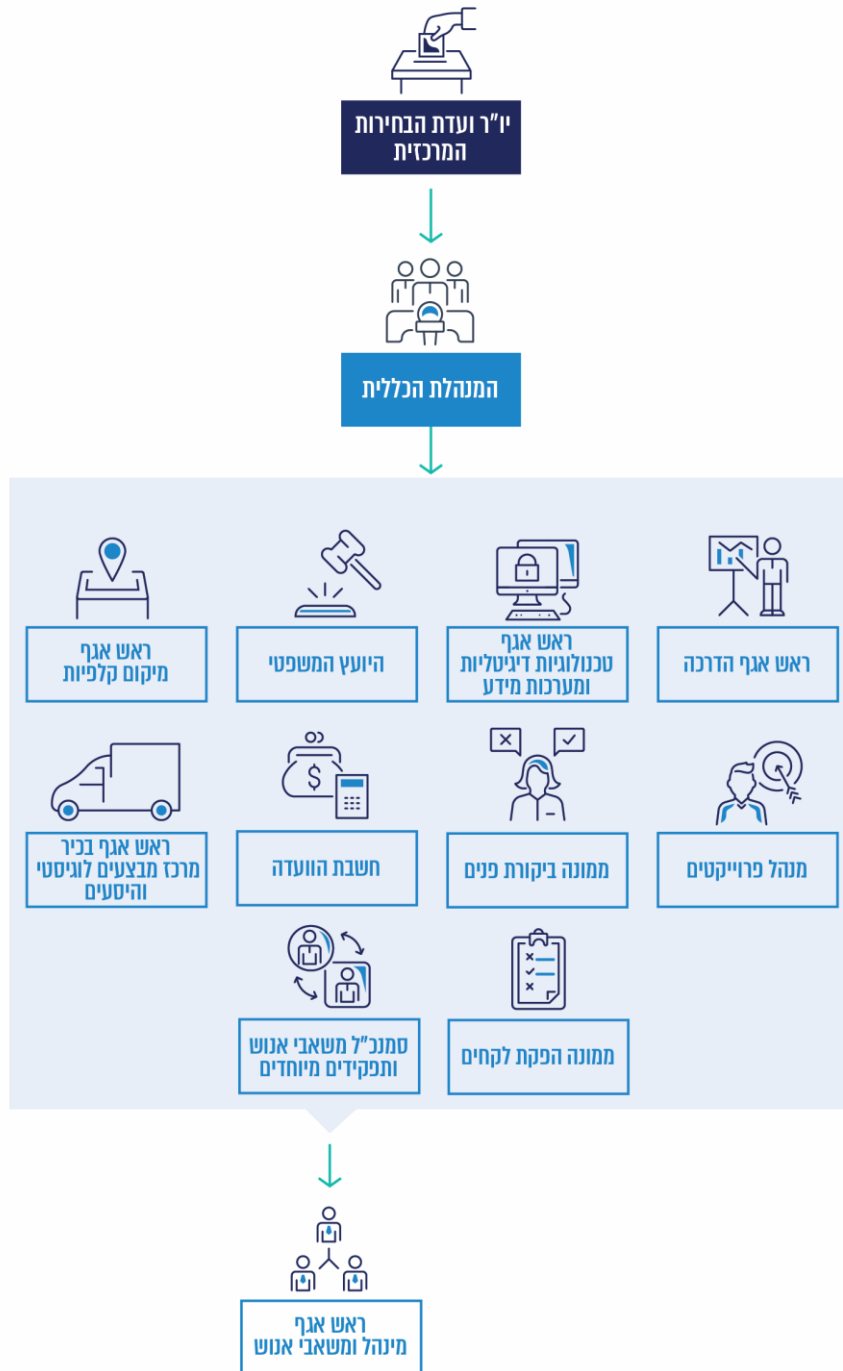 יו"ר ועדת הבחירות
המרכזית
המנהלת הכללית
ראש אגף הדרכה
ראש אגף
טכנולוגיות דיגיטליות
ומערכות מידע
היועץ המשפטי
ראש אגף
מיקום קלפיות
מנהל פרוייקטים
ממונה ביקורת פנים
חשבת הוועדה
ראש אגף בכיר
מרכז מבצעים לוגיסטי
והיסעים
ממונה הפקת לקחים
סמנכ"ל משאבי אנוש
ותפקידים מיוחדים
ראש אגף
מינהל ומשאבי אנוש